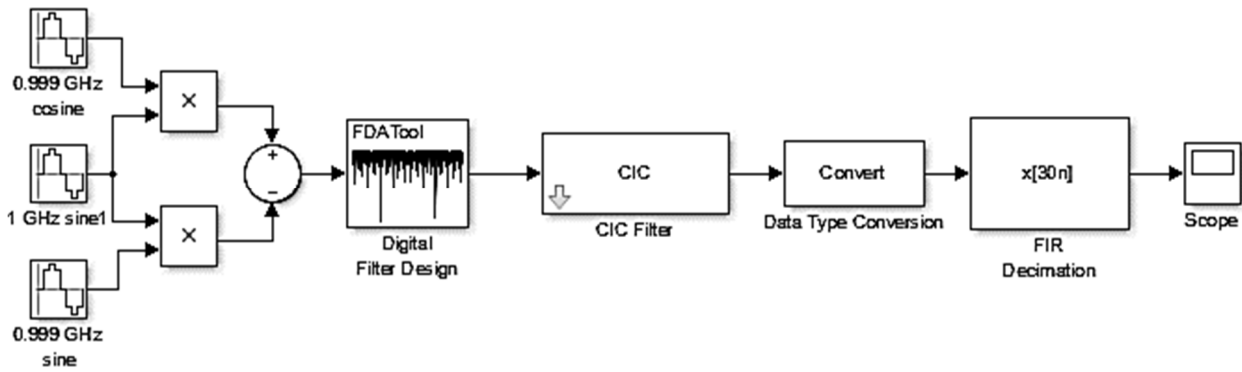 0.999 GHz
cosine
×
1 GHz sine1
×
0.999 GHz
sine
+
−
FDATool
Digital
Filter Design
CIC
CIC Filter
Convert
Data Type Conversion
x[30n]
FIR
Decimation
Scope